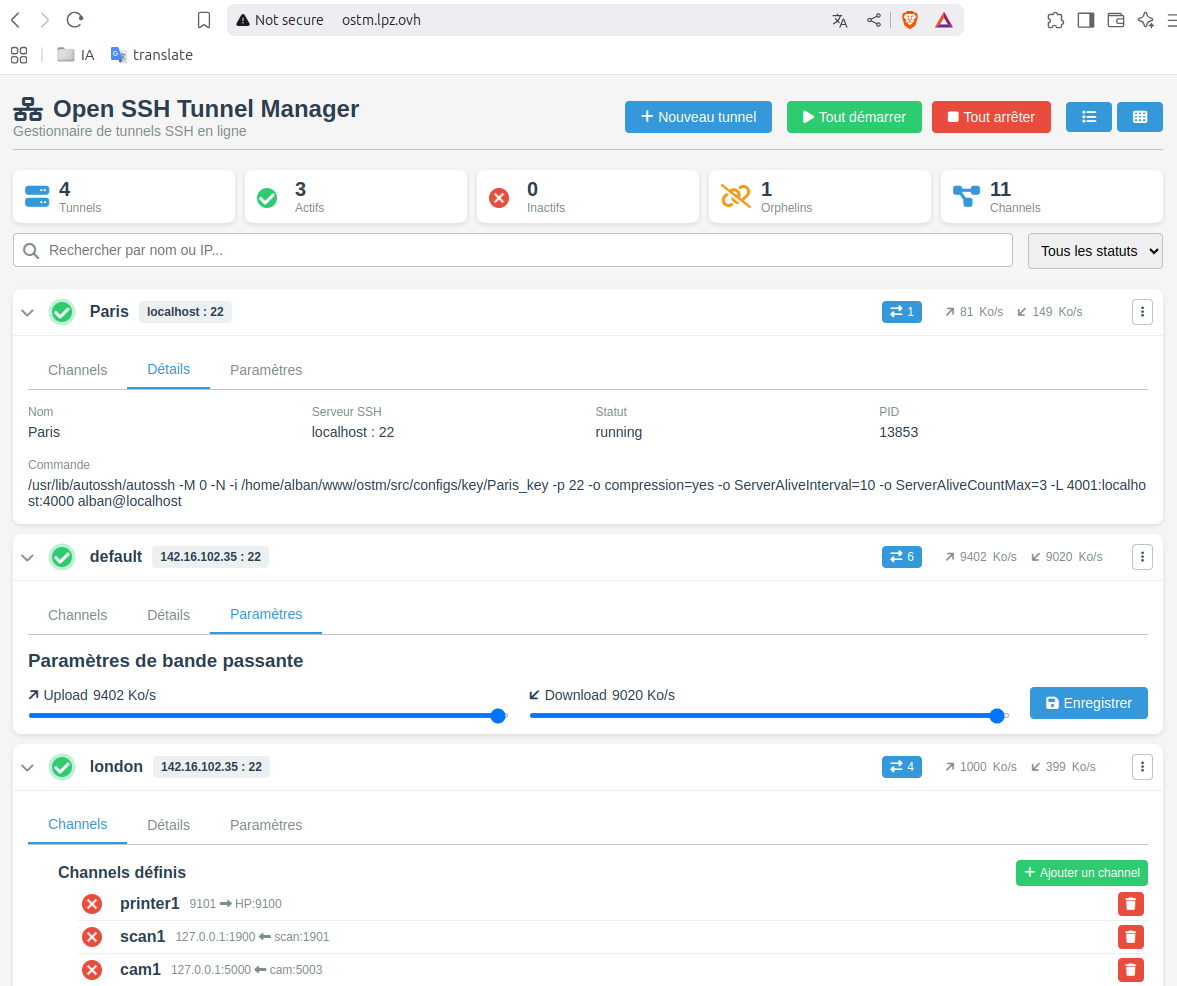 Not secure ostm.lpz.ovh
IA translate
Open SSH Tunnel Manager
Gestionnaire de tunnels SSH en ligne
Nouveau tunnel Tout démarrer Tout arrêter
4 3 0 1 11
Tunnels Actifs Inactifs Orphelins Channels
Rechercher par nom ou IP... Tous les statuts
Paris localhost : 22 1 81 Ko/s 149 Ko/s
Channels Détails Paramètres
Nom Serveur SSH Statut PID
Paris localhost : 22 running 13853
Commande
/usr/lib/autossh/autossh -M 0 -N -i /home/alban/www/ostm/src/configs/key/Paris_key -p 22 -o compression=yes -o ServerAliveInterval=10 -o ServerAliveCountMax=3 -L 4001:localho
st:4000 alban@localhost
default 142.16.102.35 : 22 6 9402 Ko/s 9020 Ko/s
Channels Détails Paramètres
Paramètres de bande passante
Upload 9402 Ko/s Download 9020 Ko/s Enregistrer
london 142.16.102.35 : 22 4 1000 Ko/s 399 Ko/s
Channels Détails Paramètres
Channels définis Ajouter un channel
printer1 9101 ➡ HP:9100
scan1 127.0.0.1:1900 ⬅ scan:1901
cam1 127.0.0.1:5000 ⬅ cam:5003